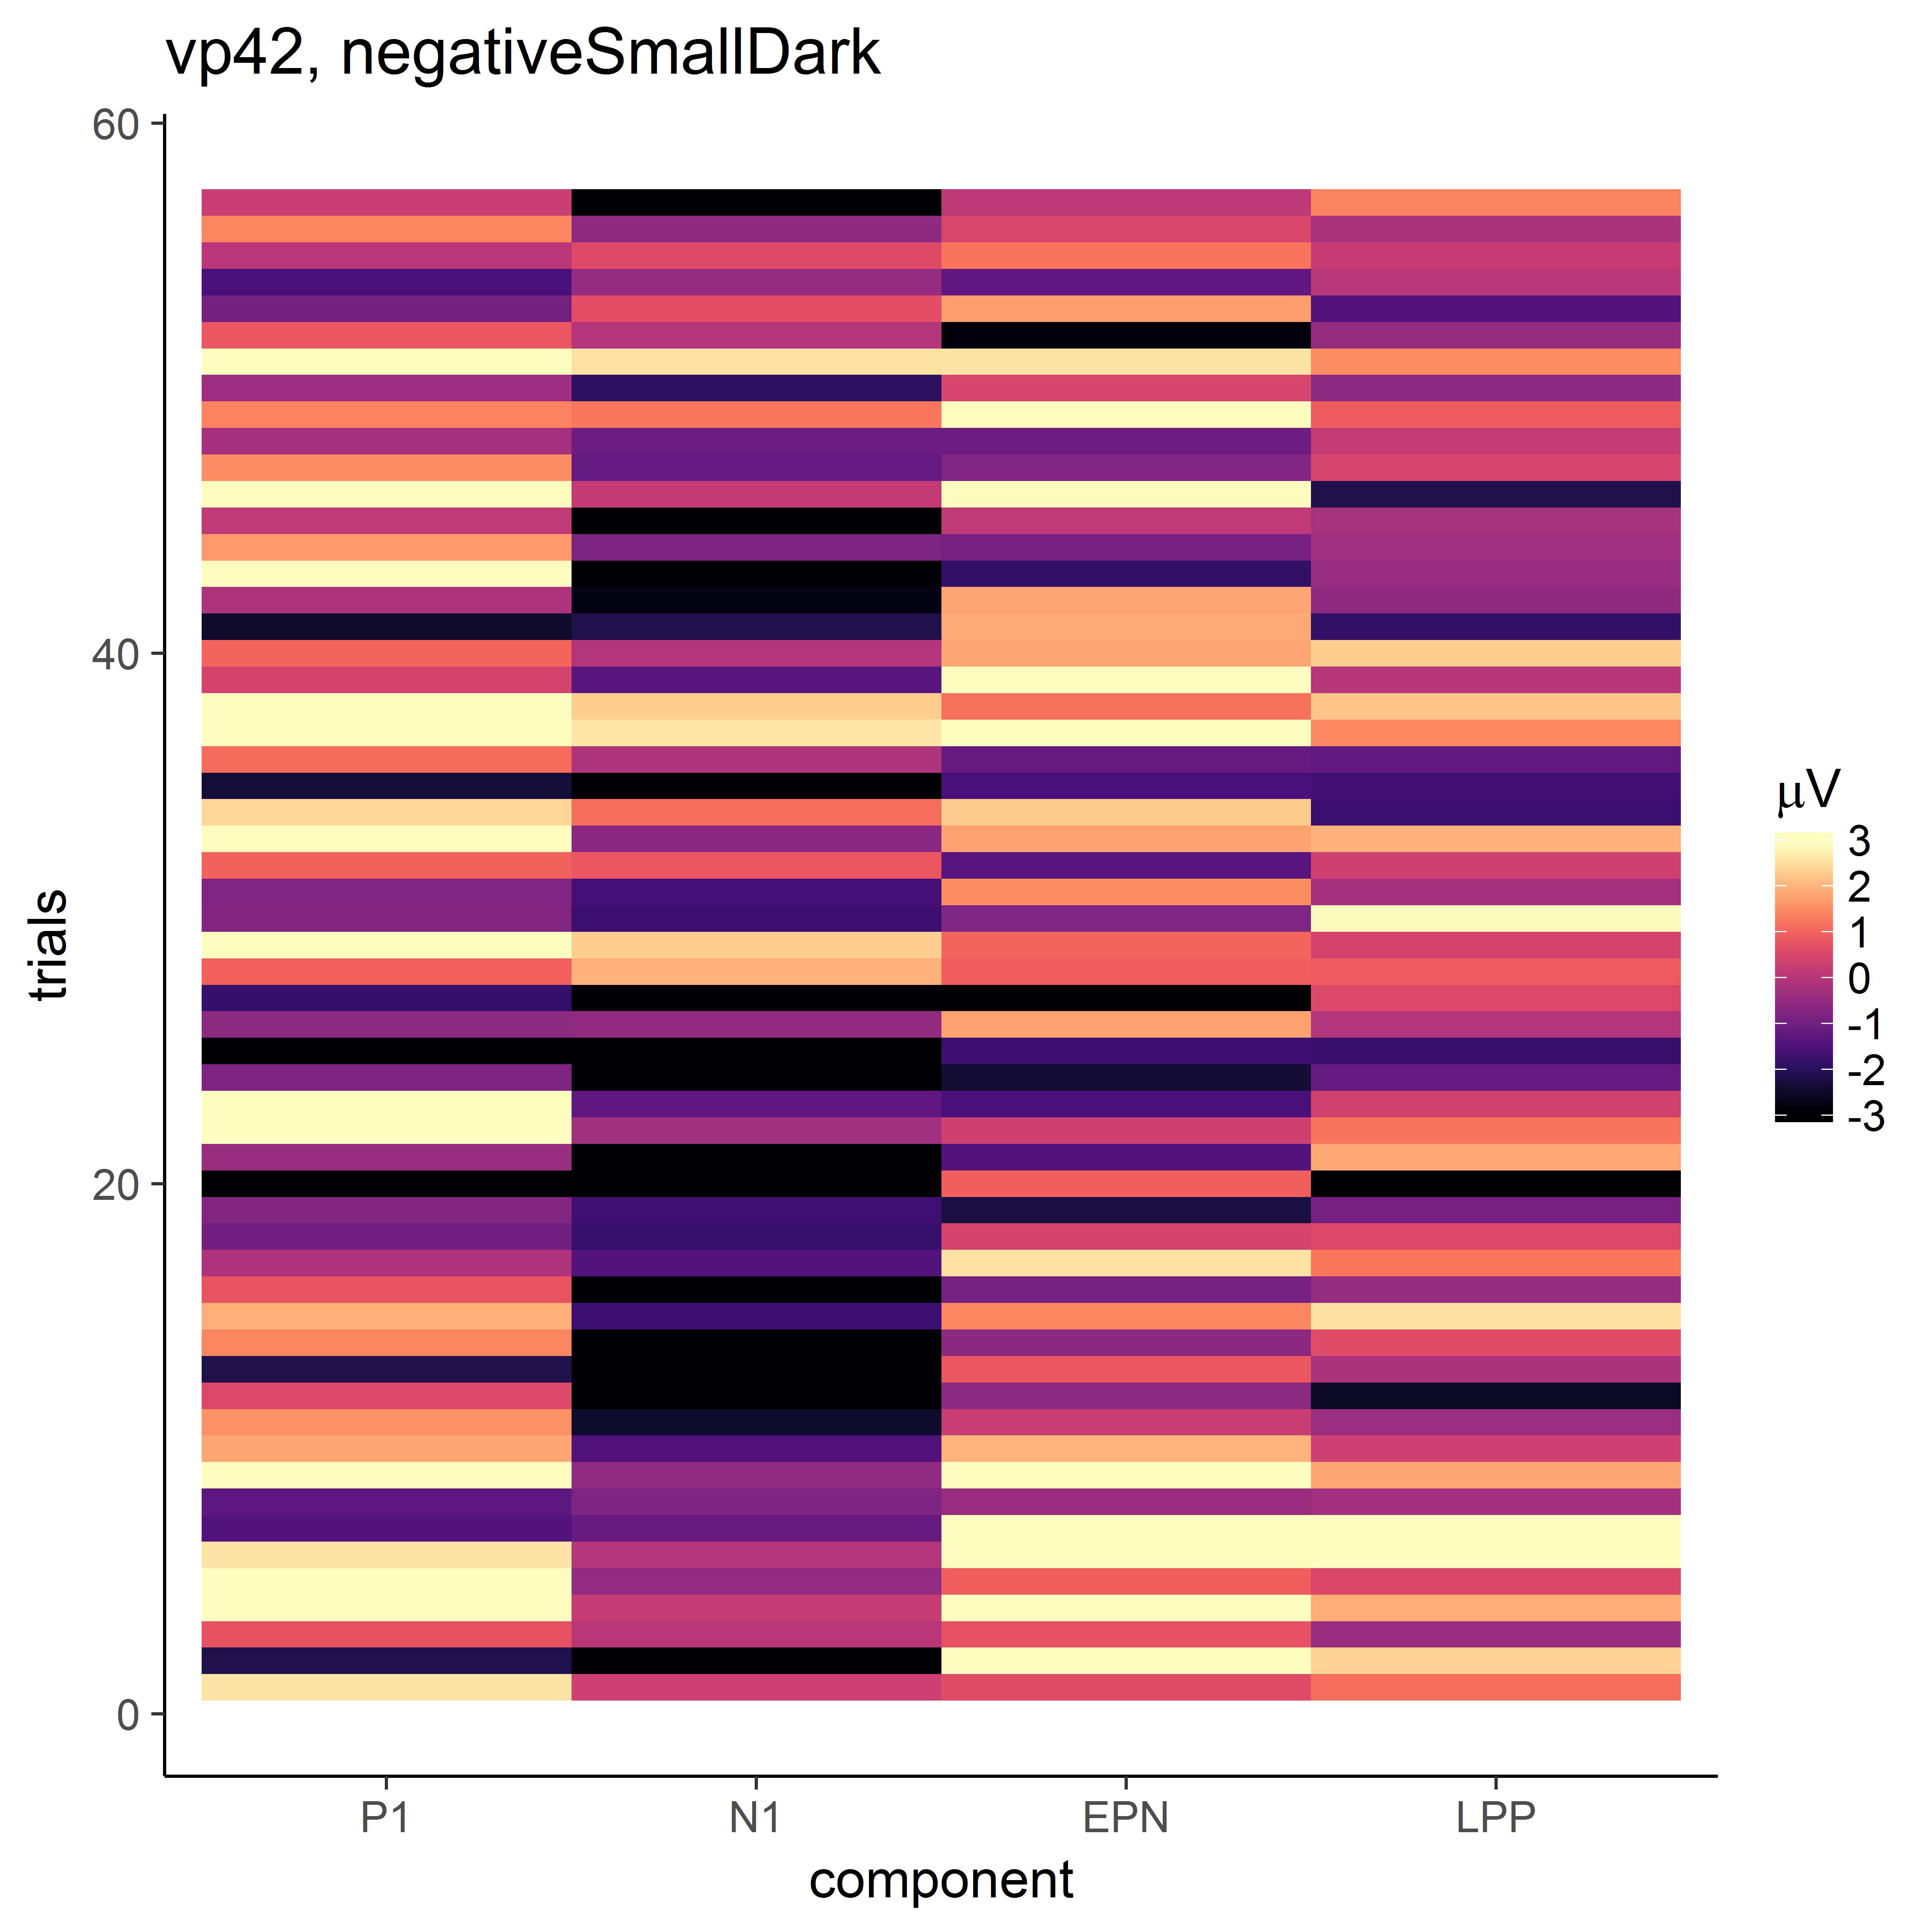 vp42, negativeSmallDark
60
40
20
0
trials
P1 N1 EPN LPP
component
μV
3
2
1
0
-1
-2
-3